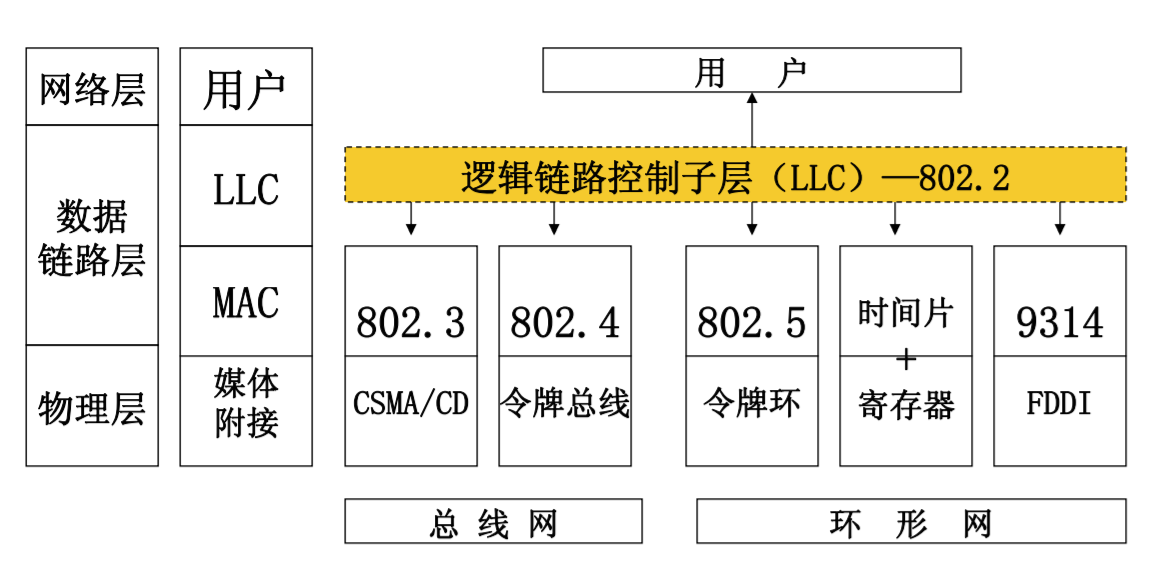 网络层
数据
链路层
物理层
用户
LLC
MAC
媒体
附接
用 户
逻辑链路控制子层（LLC）—802.2
802.3
CSMA/CD
802.4
令牌总线
802.5
令牌环
时间片
+
寄存器
9314
FDDI
总 线 网
环 形 网